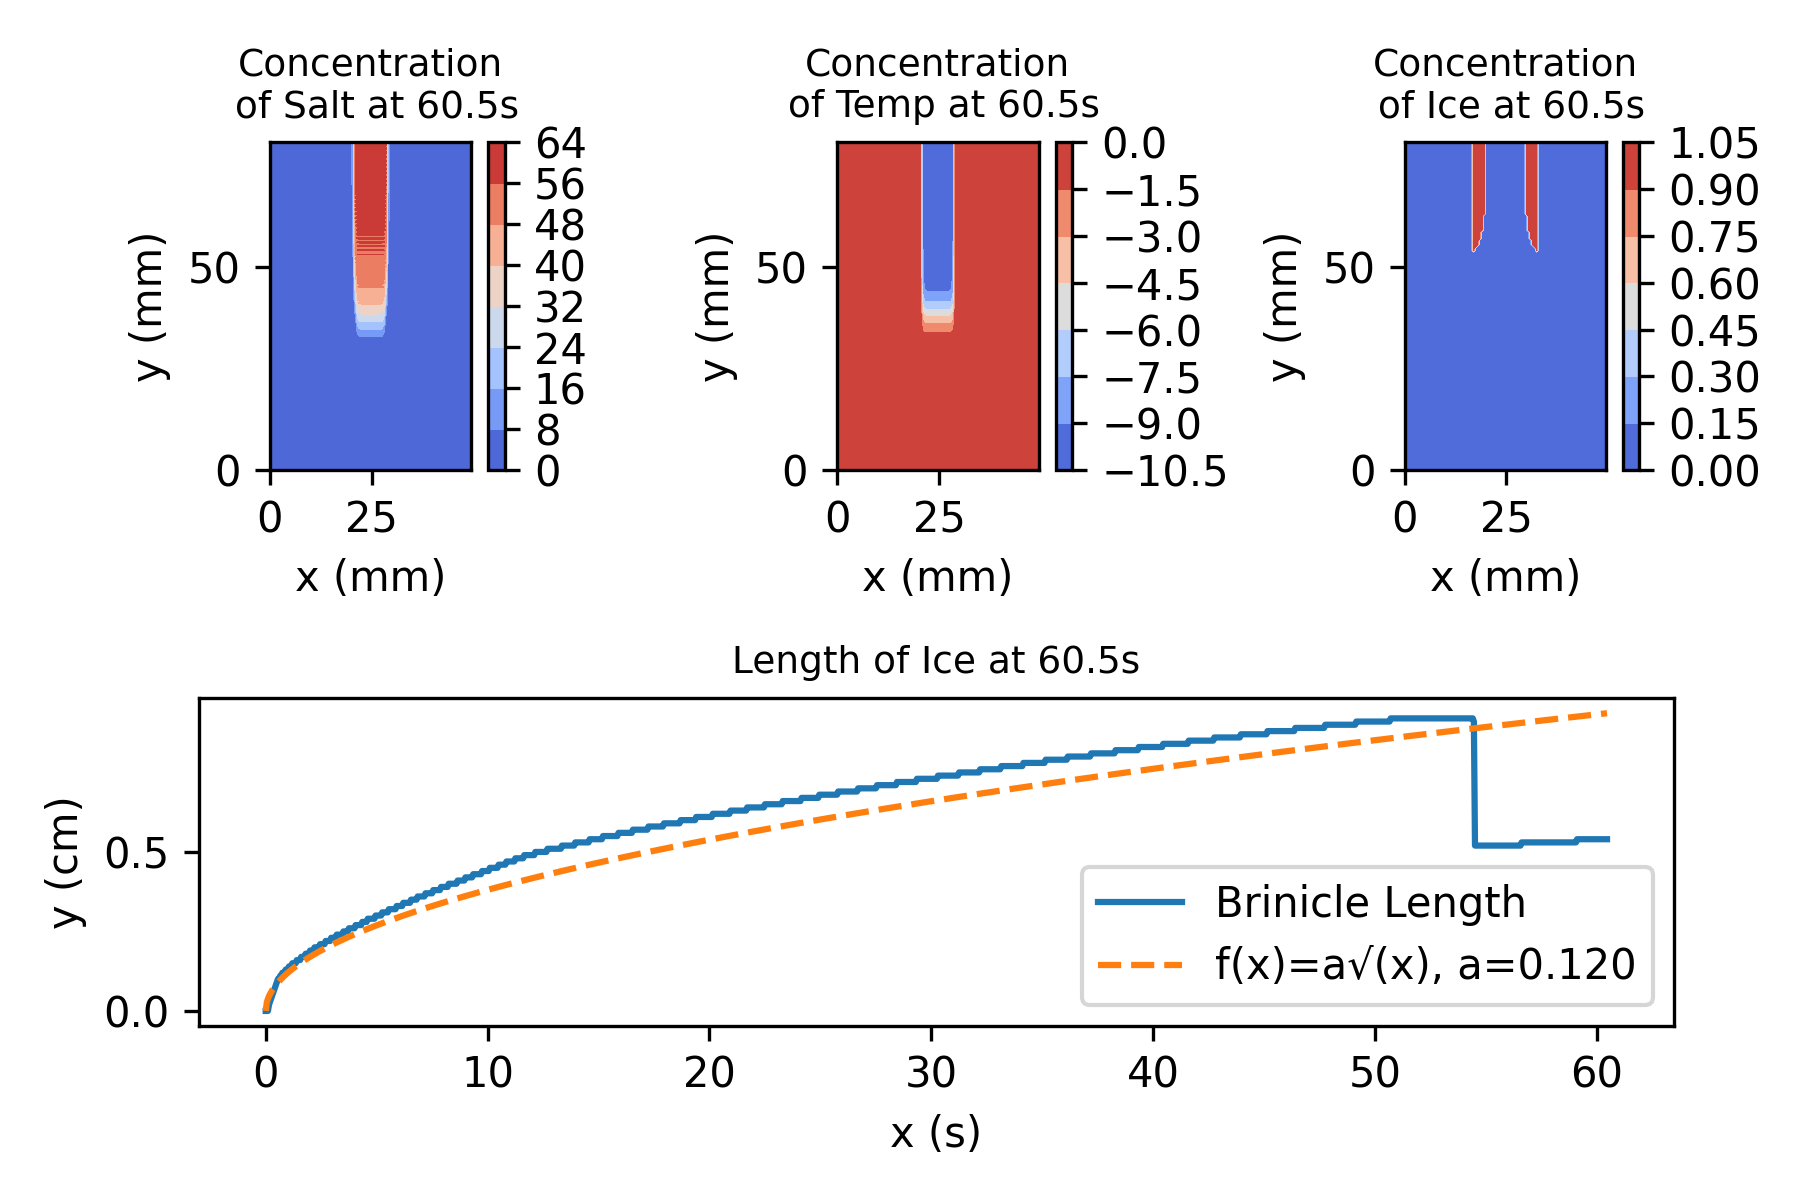 Concentration
of Salt at 60.5s
Concentration
of Temp at 60.5s
Concentration
of Ice at 60.5s
y (mm)
50
0
0 25
x (mm)
64
56
48
40
32
24
16
8
0
y (mm)
50
0
0 25
x (mm)
0.0
−1.5
−3.0
−4.5
−6.0
−7.5
−9.0
−10.5
y (mm)
50
0
0 25
x (mm)
1.05
0.90
0.75
0.60
0.45
0.30
0.15
0.00
Length of Ice at 60.5s
y (cm)
0.5
0.0
Brinicle Length
f(x)=a√(x), a=0.120
0 10 20 30 40 50 60
x (s)